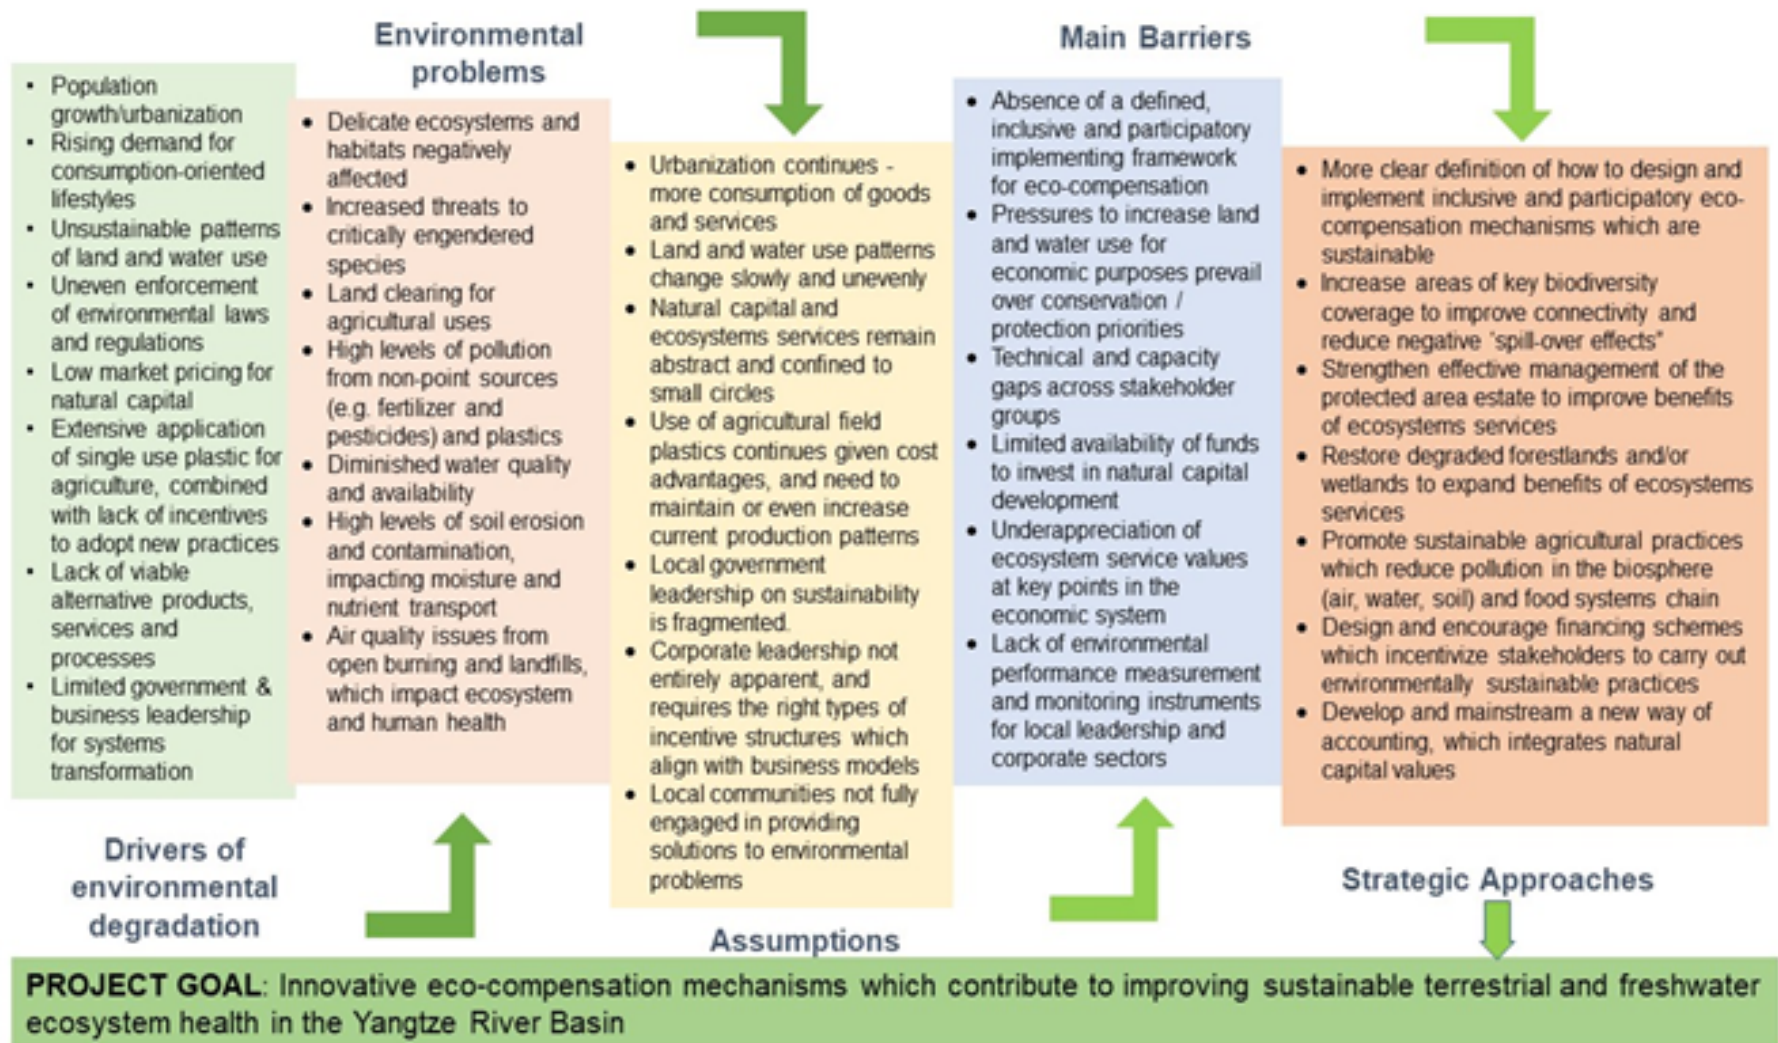 Drivers of
environmental
degradation
• Population
growth/urbanization
• Rising demand for
consumption-oriented
lifestyles
• Unsustainable patterns
of land and water use
• Uneven enforcement
of environmental laws
and regulations
• Low market pricing for
natural capital
• Extensive application
of single use plastic for
agriculture, combined
with lack of incentives
to adopt new practices
• Lack of viable
alternative products,
services and
processes
• Limited government &
business leadership
for systems
transformation
Environmental
problems
• Delicate ecosystems and
habitats negatively
affected
• Increased threats to
critically engendered
species
• Land clearing for
agricultural uses
• High levels of pollution
from non-point sources
(e.g. fertilizer and
pesticides) and plastics
• Diminished water quality
and availability
• High levels of soil erosion
and contamination,
impacting moisture and
nutrient transport
• Air quality issues from
open burning and landfills,
which impact ecosystem
and human health
Assumptions
• Urbanization continues -
more consumption of goods
and services
• Land and water use patterns
change slowly and unevenly
• Natural capital and
ecosystems services remain
abstract and confined to
small circles
• Use of agricultural field
plastics continues given cost
advantages, and need to
maintain or even increase
current production patterns
• Local government
leadership on sustainability
is fragmented.
• Corporate leadership not
entirely apparent, and
requires the right types of
incentive structures which
align with business models
• Local communities not fully
engaged in providing
solutions to environmental
problems
Main Barriers
• Absence of a defined,
inclusive and participatory
implementing framework
for eco-compensation
• Pressures to increase land
and water use for
economic purposes prevail
over conservation /
protection priorities
• Technical and capacity
gaps across stakeholder
groups
• Limited availability of funds
to invest in natural capital
development
• Underappreciation of
ecosystem service values
at key points in the
economic system
• Lack of environmental
performance measurement
and monitoring instruments
for local leadership and
corporate sectors
Strategic Approaches
• More clear definition of how to design and
implement inclusive and participatory eco-
compensation mechanisms which are
sustainable
• Increase areas of key biodiversity
coverage to improve connectivity and
reduce negative "spill-over effects"
• Strengthen effective management of the
protected area estate to improve benefits
of ecosystems services
• Restore degraded forestlands and/or
wetlands to expand benefits of ecosystems
services
• Promote sustainable agricultural practices
which reduce pollution in the biosphere
(air, water, soil) and food systems chain
• Design and encourage financing schemes
which incentivize stakeholders to carry out
environmentally sustainable practices
• Develop and mainstream a new way of
accounting, which integrates natural
capital values
PROJECT GOAL: Innovative eco-compensation mechanisms which contribute to improving sustainable terrestrial and freshwater
ecosystem health in the Yangtze River Basin